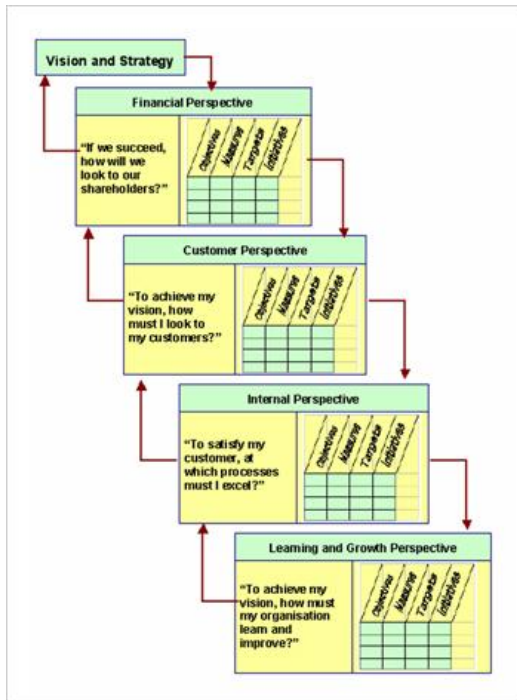 Vision and Strategy
Financial Perspective
“If we succeed,
how will we
look to our
shareholders?”
Objectives
Measures
Targets
Initiatives
Customer Perspective
“To achieve my
vision, how
must I look to
my customers?”
Objectives
Measures
Targets
Initiatives
Internal Perspective
“To satisfy my
customer, at
which processes
must I excel?”
Objectives
Measures
Targets
Initiatives
Learning and Growth Perspective
“To achieve my
vision, how must
my organisation
learn and
improve?”
Objectives
Measures
Targets
Initiatives